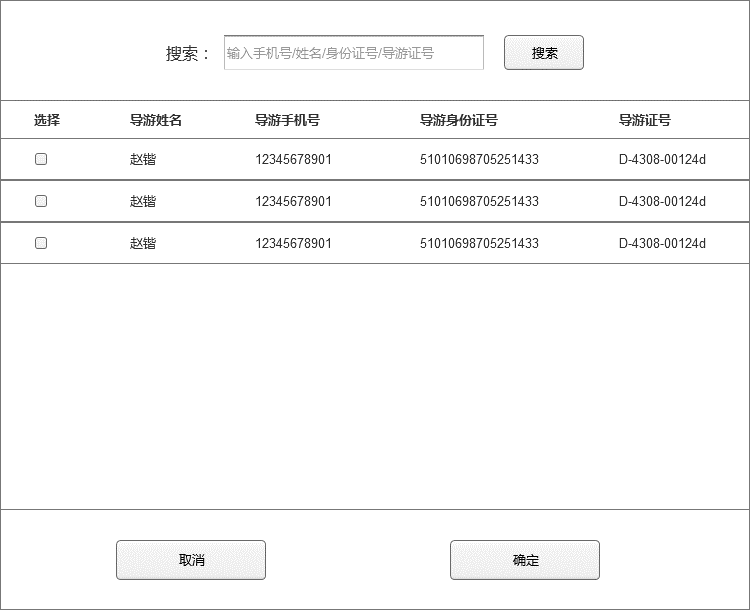 搜索： 输入手机号/姓名/身份证号/导游证号 搜索
选择 导游姓名 导游手机号 导游身份证号 导游证号
赵锴 12345678901 51010698705251433 D-4308-00124d
赵锴 12345678901 51010698705251433 D-4308-00124d
赵锴 12345678901 51010698705251433 D-4308-00124d
取消 确定